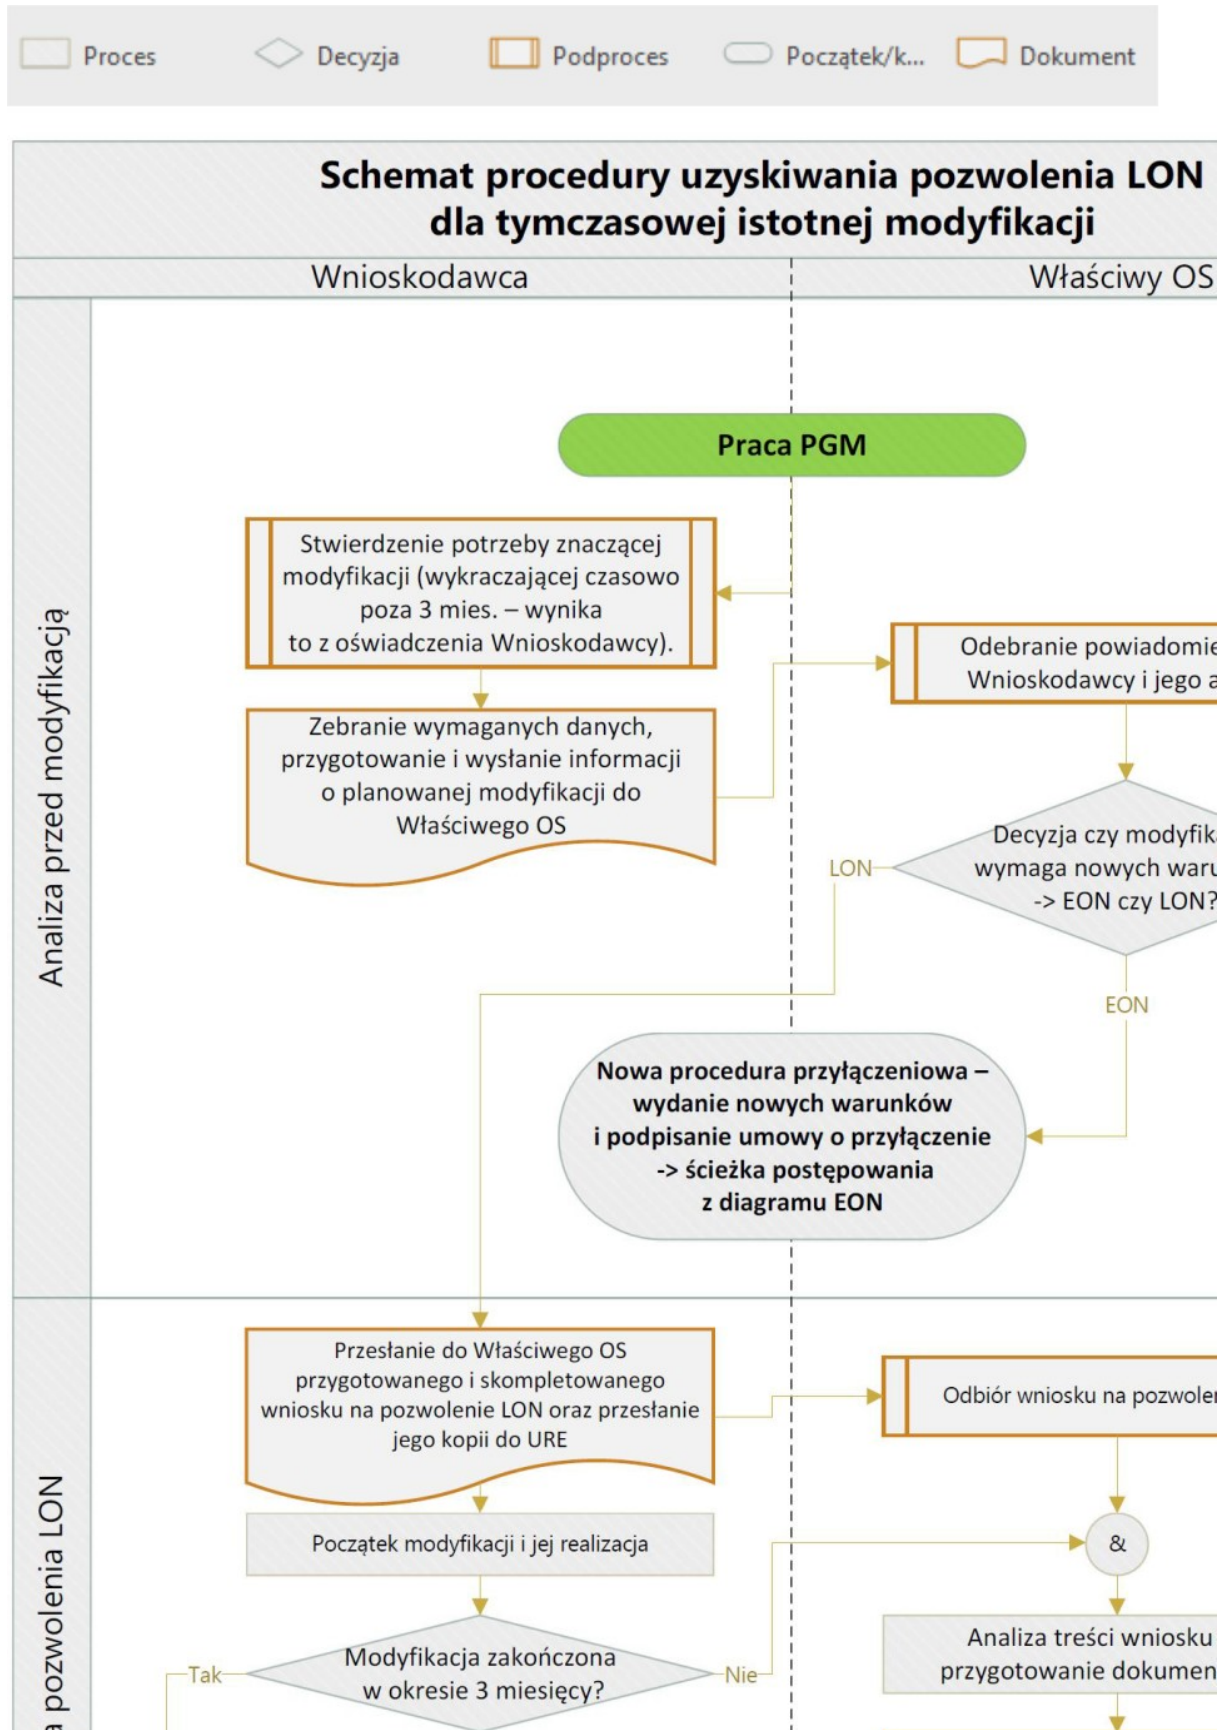 Proces
Decyzja
Podproces
Początek/k...
Dokument
Schemat procedury uzyskiwania pozwolenia LON
dla tymczasowej istotnej modyfikacji
Wnioskodawca
Właściwy OS
Analiza przed modyfikacją
Praca PGM
Stwierdzenie potrzeby znaczącej
modyfikacji (wykraczającej czasowo
poza 3 mies. – wynika
to z oświadczenia Wnioskodawcy).
Zebranie wymaganych danych,
przygotowanie i wysłanie informacji
o planowanej modyfikacji do
Właściwego OS
Odebranie
Wnioskodawcy i jego
Decyzja czy
wymaga nowych
-> EON czy LON?
LON
EON
Nowa procedura przyłączeniowa –
wydanie nowych warunków
i podpisanie umowy o przyłączenie
-> ścieżka postępowania
z diagramu EON
pozwolenia LON
Przesłanie do Właściwego OS
przygotowanego i skompletowanego
wniosku na pozwolenie LON oraz przesłanie
jego kopii do URE
Odbiór wniosku na
Początek modyfikacji i jej realizacja
&
Modyfikacja zakończona
w okresie 3 miesięcy?
Tak
Nie
Analiza treści wniosku
przygotowanie